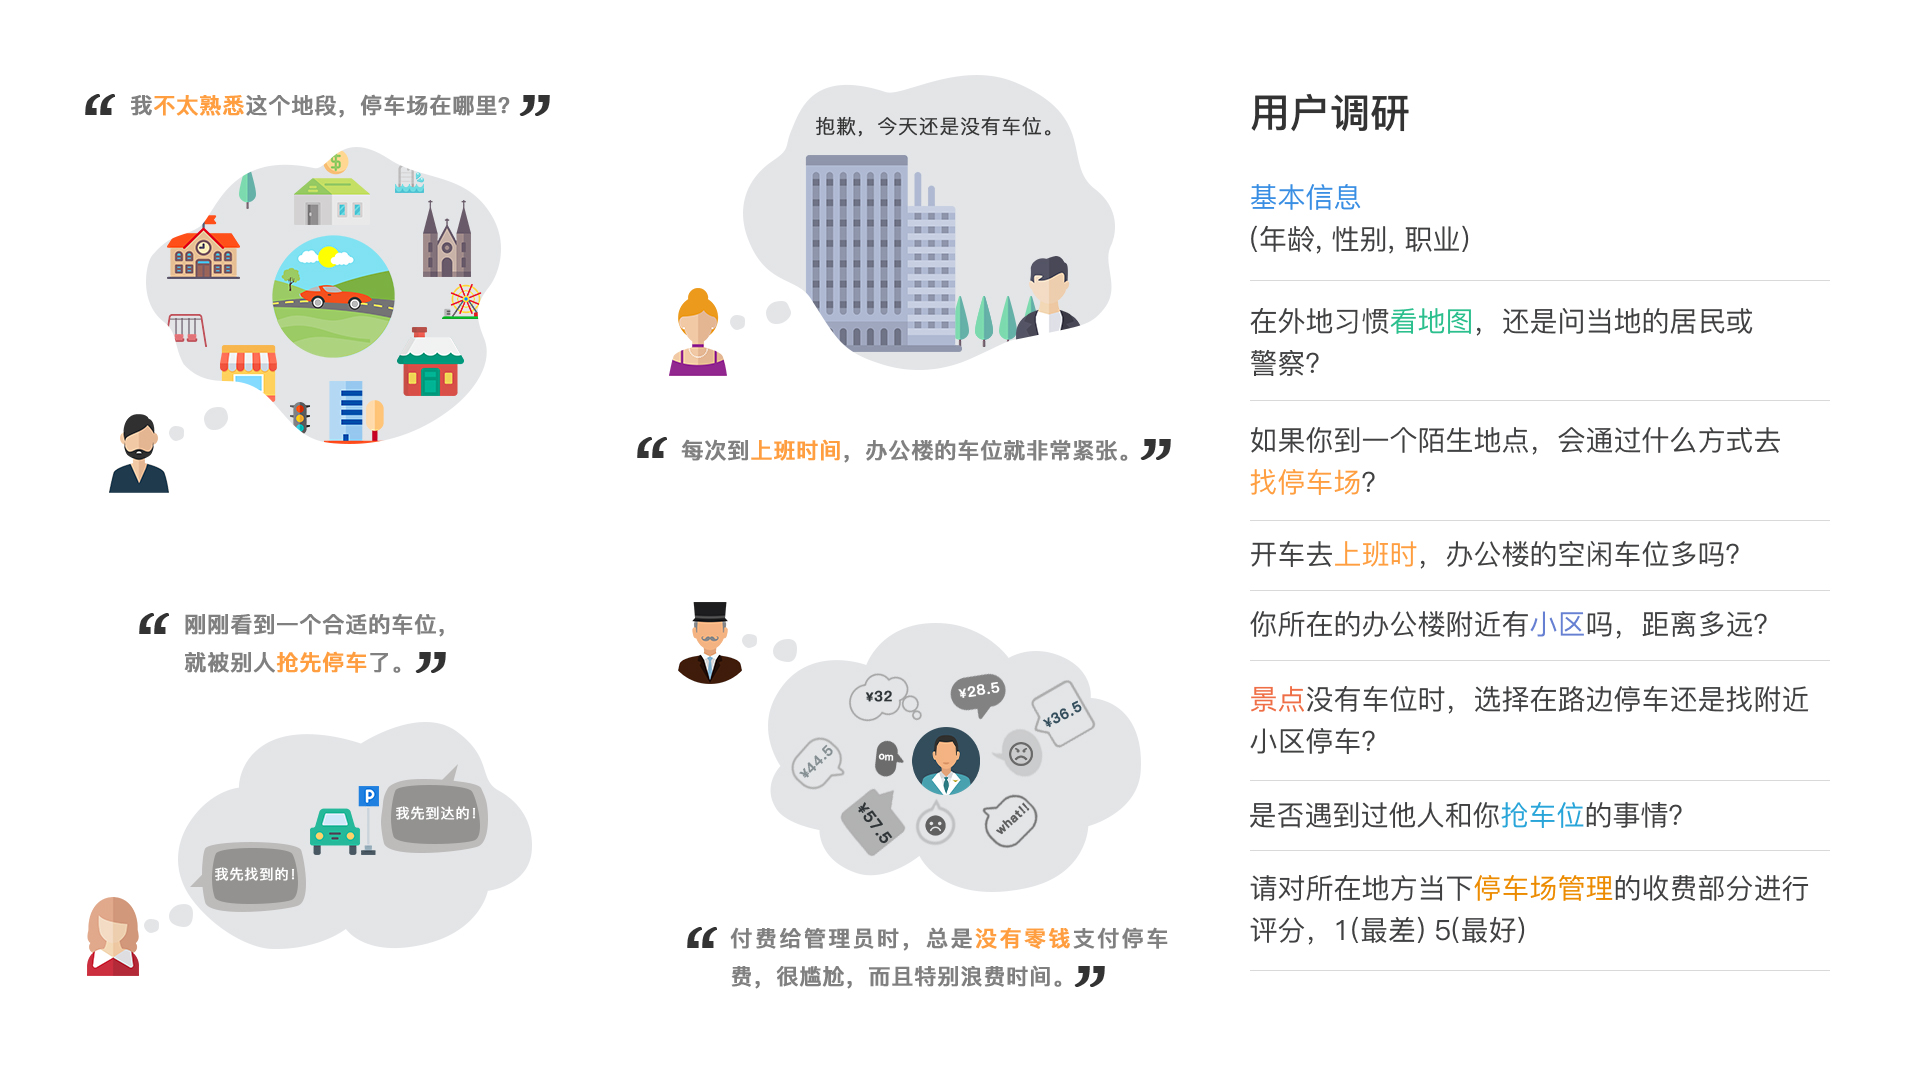 “ 我不太熟悉这个地段，停车场在哪里？ ”
$
抱歉，今天还是没有车位。
“ 每次到上班时间，办公楼的车位就非常紧张。 ”
“ 刚刚看到一个合适的车位，
就被别人抢先停车了。 ”
P
我先到达的！
我先找到的！
¥32
¥28.5
¥36.5
¥44.5
om
¥57.5
what!!
“ 付费给管理员时，总是没有零钱支付停车
费，很尴尬，而且特别浪费时间。 ”
用户调研
基本信息
(年龄, 性别, 职业)
在外地习惯看地图，还是问当地的居民或
警察？
如果你到一个陌生地点，会通过什么方式去
找停车场？
开车去上班时，办公楼的空闲车位多吗？
你所在的办公楼附近有小区吗，距离多远？
景点没有车位时，选择在路边停车还是找附近
小区停车？
是否遇到过他人和你抢车位的事情？
请对所在地方当下停车场管理的收费部分进行
评分，1(最差) 5(最好)